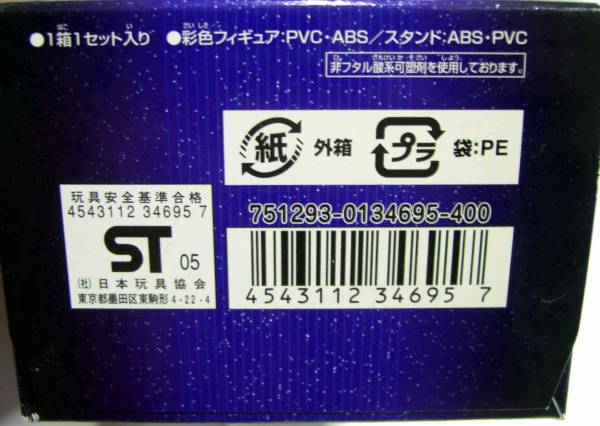 ●1箱1セット入り ●彩色フィギュア:PVC・ABS／スタンド:ABS・PVC
非フタル酸系可塑剤を使用しております。
紙 外箱 プラ 袋:PE
玩具安全基準合格
4543112 34695 7
ST 05
(社)日本玩具協会
東京都墨田区東駒形4-22-4
751293-0134695-400
4543112 34695 7